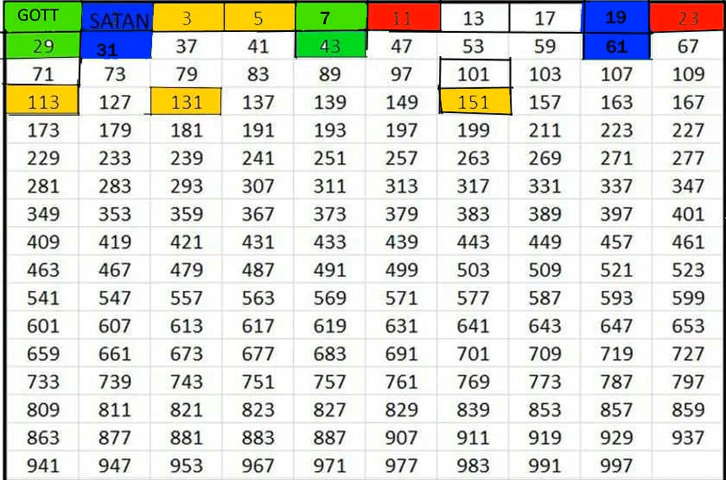 GOTT SATAN 3 5 7 11 13 17 19 23
29 31 37 41 43 47 53 59 61 67
71 73 79 83 89 97 101 103 107 109
113 127 131 137 139 149 151 157 163 167
173 179 181 191 193 197 199 211 223 227
229 233 239 241 251 257 263 269 271 277
281 283 293 307 311 313 317 331 337 347
349 353 359 367 373 379 383 389 397 401
409 419 421 431 433 439 443 449 457 461
463 467 479 487 491 499 503 509 521 523
541 547 557 563 569 571 577 587 593 599
601 607 613 617 619 631 641 643 647 653
659 661 673 677 683 691 701 709 719 727
733 739 743 751 757 761 769 773 787 797
809 811 821 823 827 829 839 853 857 859
863 877 881 883 887 907 911 919 929 937
941 947 953 967 971 977 983 991 997